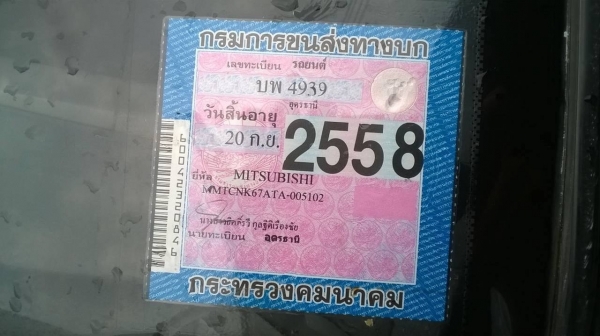 กรมการขนส่งทางบก
เลขทะเบียน รถยนต์
บพ 4939
อุดรธานี
วันสิ้นอายุ
20 ก.ย. 2558
ยี่ห้อ MITSUBISHI
MMTCNK67ATA-005102
นายทะเบียน อุดรธานี
กระทรวงคมนาคม